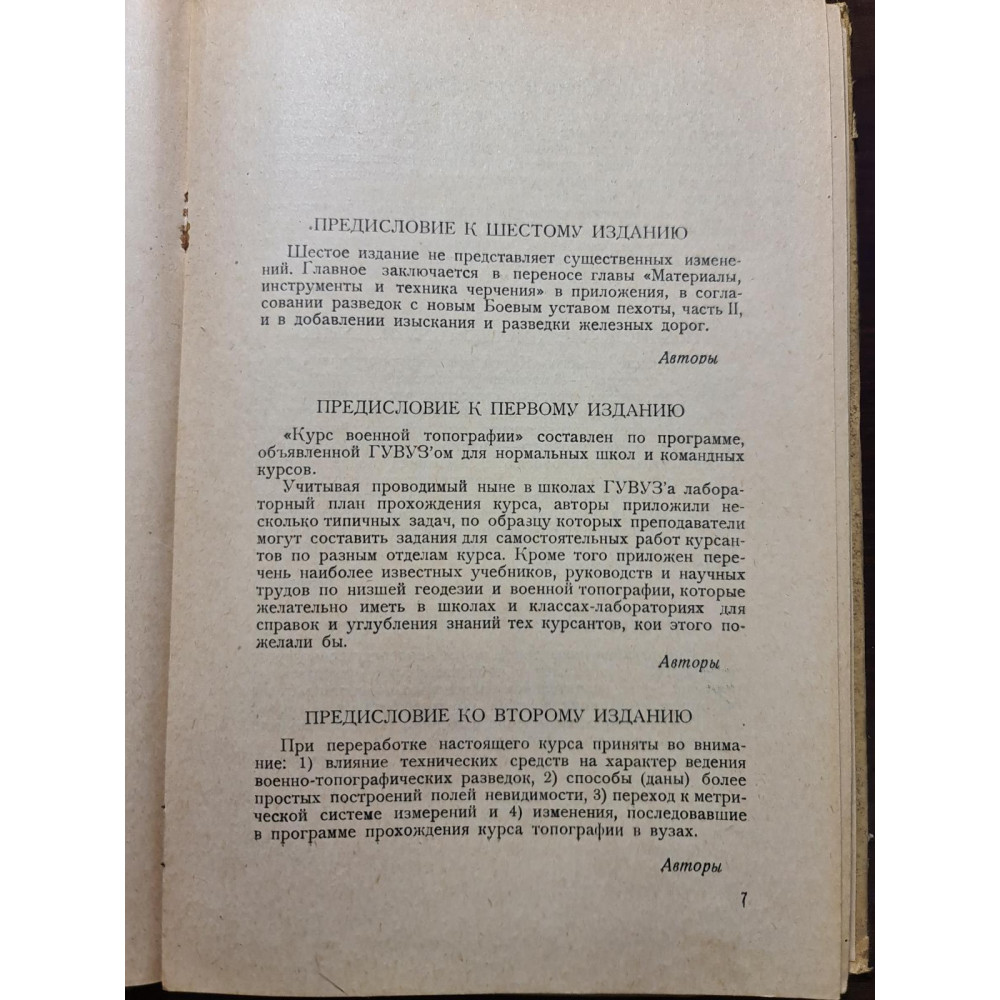 ПРЕДИСЛОВИЕ К ШЕСТОМУ ИЗДАНИЮ
Шестое издание не представляет существенных измене-
ний. Главное заключается в переносе главы «Материалы,
инструменты и техника черчения» в приложения, в согла-
совании разведок с новым Боевым уставом пехоты, часть II,
и в добавлении изыскания и разведки железных дорог.
Авторы
ПРЕДИСЛОВИЕ К ПЕРВОМУ ИЗДАНИЮ
«Курс военной топографии» составлен по программе,
объявленной ГУВУЗ’ом для нормальных школ и командных
курсов.
Учитывая проводимый ныне в школах ГУВУЗ’а лабора-
торный план прохождения курса, авторы приложили не-
сколько типичных задач, по образцу которых преподаватели
могут составить задания для самостоятельных работ курсан-
тов по разным отделам курса. Кроме того приложен пере-
чень наиболее известных учебников, руководств и научных
трудов по низшей геодезии и военной топографии, которые
желательно иметь в школах и классах-лабораториях для
справок и углубления знаний тех курсантов, кои этого по-
желали бы.
Авторы
ПРЕДИСЛОВИЕ КО ВТОРОМУ ИЗДАНИЮ
При переработке настоящего курса приняты во внима-
ние: 1) влияние технических средств на характер ведения
военно-топографических разведок, 2) способы (даны) более
простых построений полей невидимости, 3) переход к метри-
ческой системе измерений и 4) изменения, последовавшие
в программе прохождения курса топографии в вузах.
Авторы
7